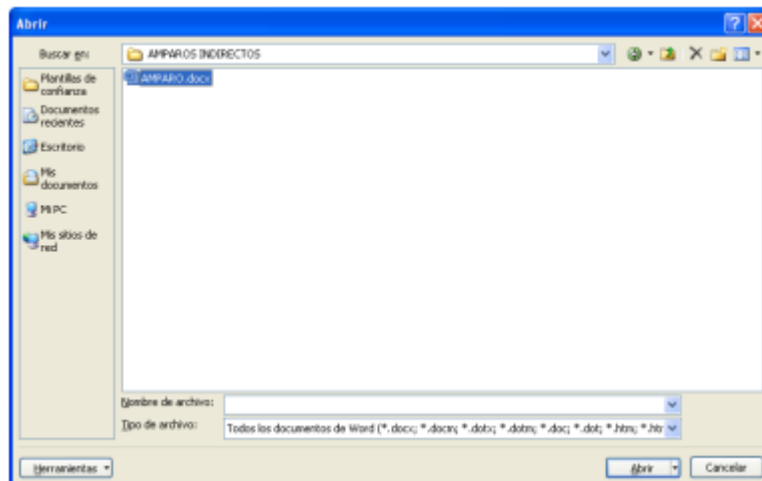 Abrir
Buscar en:
AMPAROS INDIRECTOS
Plantillas de
confianza
Documentos
recientes
Escritorio
Mis
documentos
Mi PC
Mis sitios de
red
AMPARO.docx
Nombre de archivo:
Tipo de archivo:
Todos los documentos de Word (*.docx; *.docm; *.dotx; *.dotm; *.doc; *.dot; *.htm; *.htr
Herramientas
Abrir
Cancelar